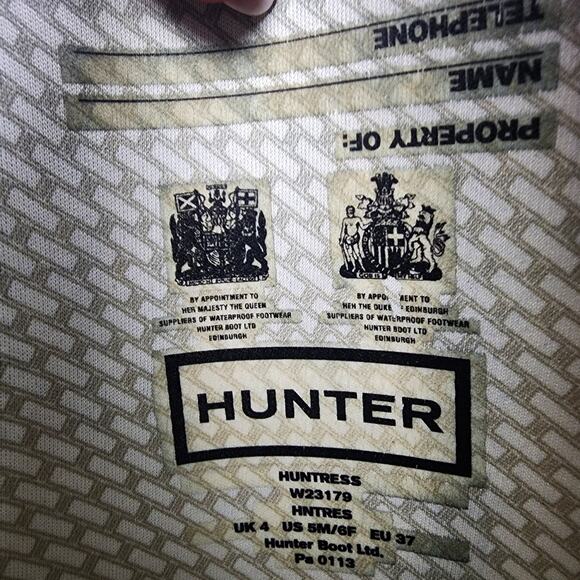 TELEPHONE
NAME
PROPERTY OF:
BY APPOINTMENT TO
HER MAJESTY THE QUEEN
SUPPLIERS OF WATERPROOF FOOTWEAR
HUNTER BOOT LTD
EDINBURGH
BY APPOINTMENT TO
HRH THE DUKE OF EDINBURGH
SUPPLIERS OF WATERPROOF FOOTWEAR
HUNTER BOOT LTD
EDINBURGH
HUNTER
HUNTRESS
W23179
HNTRES
UK 4 US 5M/6F EU 37
Hunter Boot Ltd.
Pa 0113